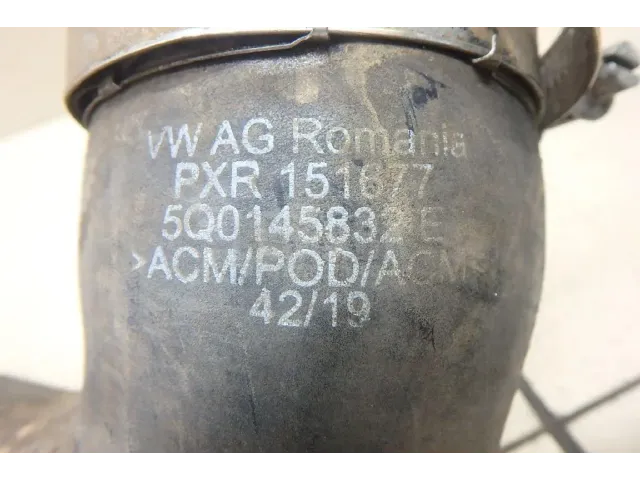 VW AG Romania
PXR 151677
5Q0145832 E
>ACM/POD/ACM<
42/19